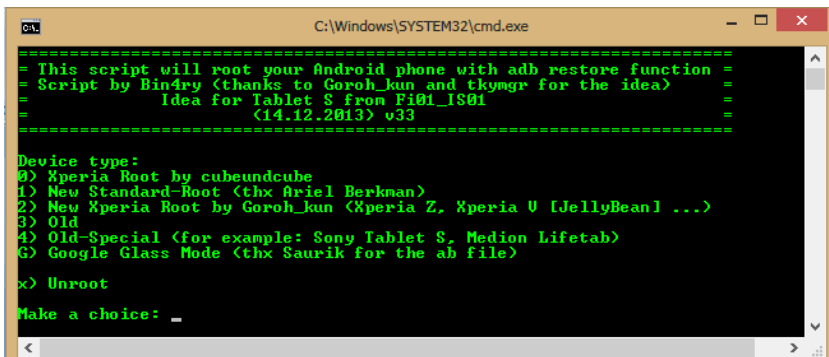 C:\Windows\SYSTEM32\cmd.exe
======================================================================
= This script will root your Android phone with adb restore function =
= Script by Bin4ry (thanks to Goroh_kun and tkymgr for the idea)     =
=             Idea for Tablet S from Fi01_IS01                       =
=                      (14.12.2013) v33                              =
======================================================================
Device type:
0) Xperia Root by cubeundcube
1) New Standard-Root (thx Ariel Berkman)
2) New Xperia Root by Goroh_kun (Xperia Z, Xperia V [JellyBean] ...)
3) Old
4) Old-Special (for example: Sony Tablet S, Medion Lifetab)
G) Google Glass Mode (thx Saurik for the ab file)
x) Unroot
Make a choice: _